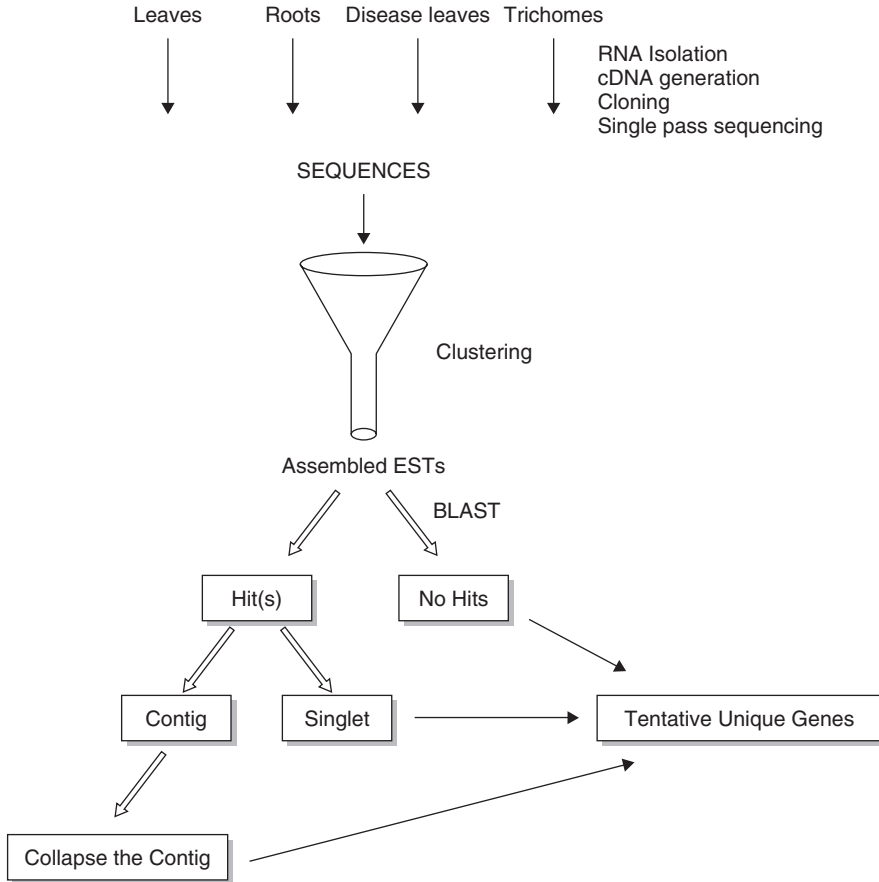 Leaves Roots Disease leaves Trichomes
RNA Isolation
cDNA generation
Cloning
Single pass sequencing
SEQUENCES
Clustering
Assembled ESTs
BLAST
Hit(s) No Hits
Contig Singlet Tentative Unique Genes
Collapse the Contig